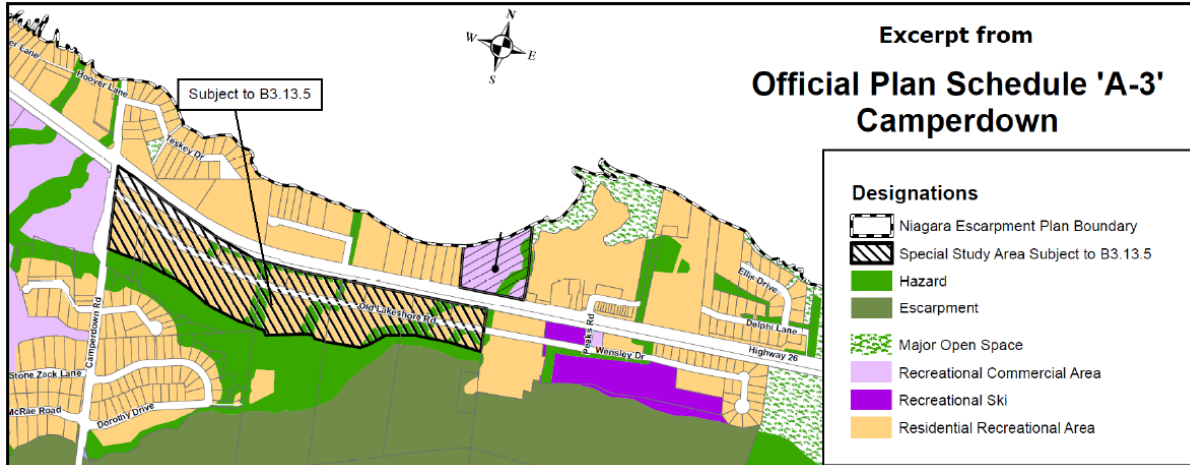 Excerpt from
Official Plan Schedule 'A-3'
Camperdown
N
W
E
S
Subject to B3.13.5
Hoover Lane
Teskey Dr
Camperdown Rd
Old Lakeshore Rd
Peaks Rd
Wensley Dr
Ellis Drive
Delphi Lane
Highway 26
Stone Zack Lane
McRae Road
Dorothy Drive
Designations
Niagara Escarpment Plan Boundary
Special Study Area Subject to B3.13.5
Hazard
Escarpment
Major Open Space
Recreational Commercial Area
Recreational Ski
Residential Recreational Area